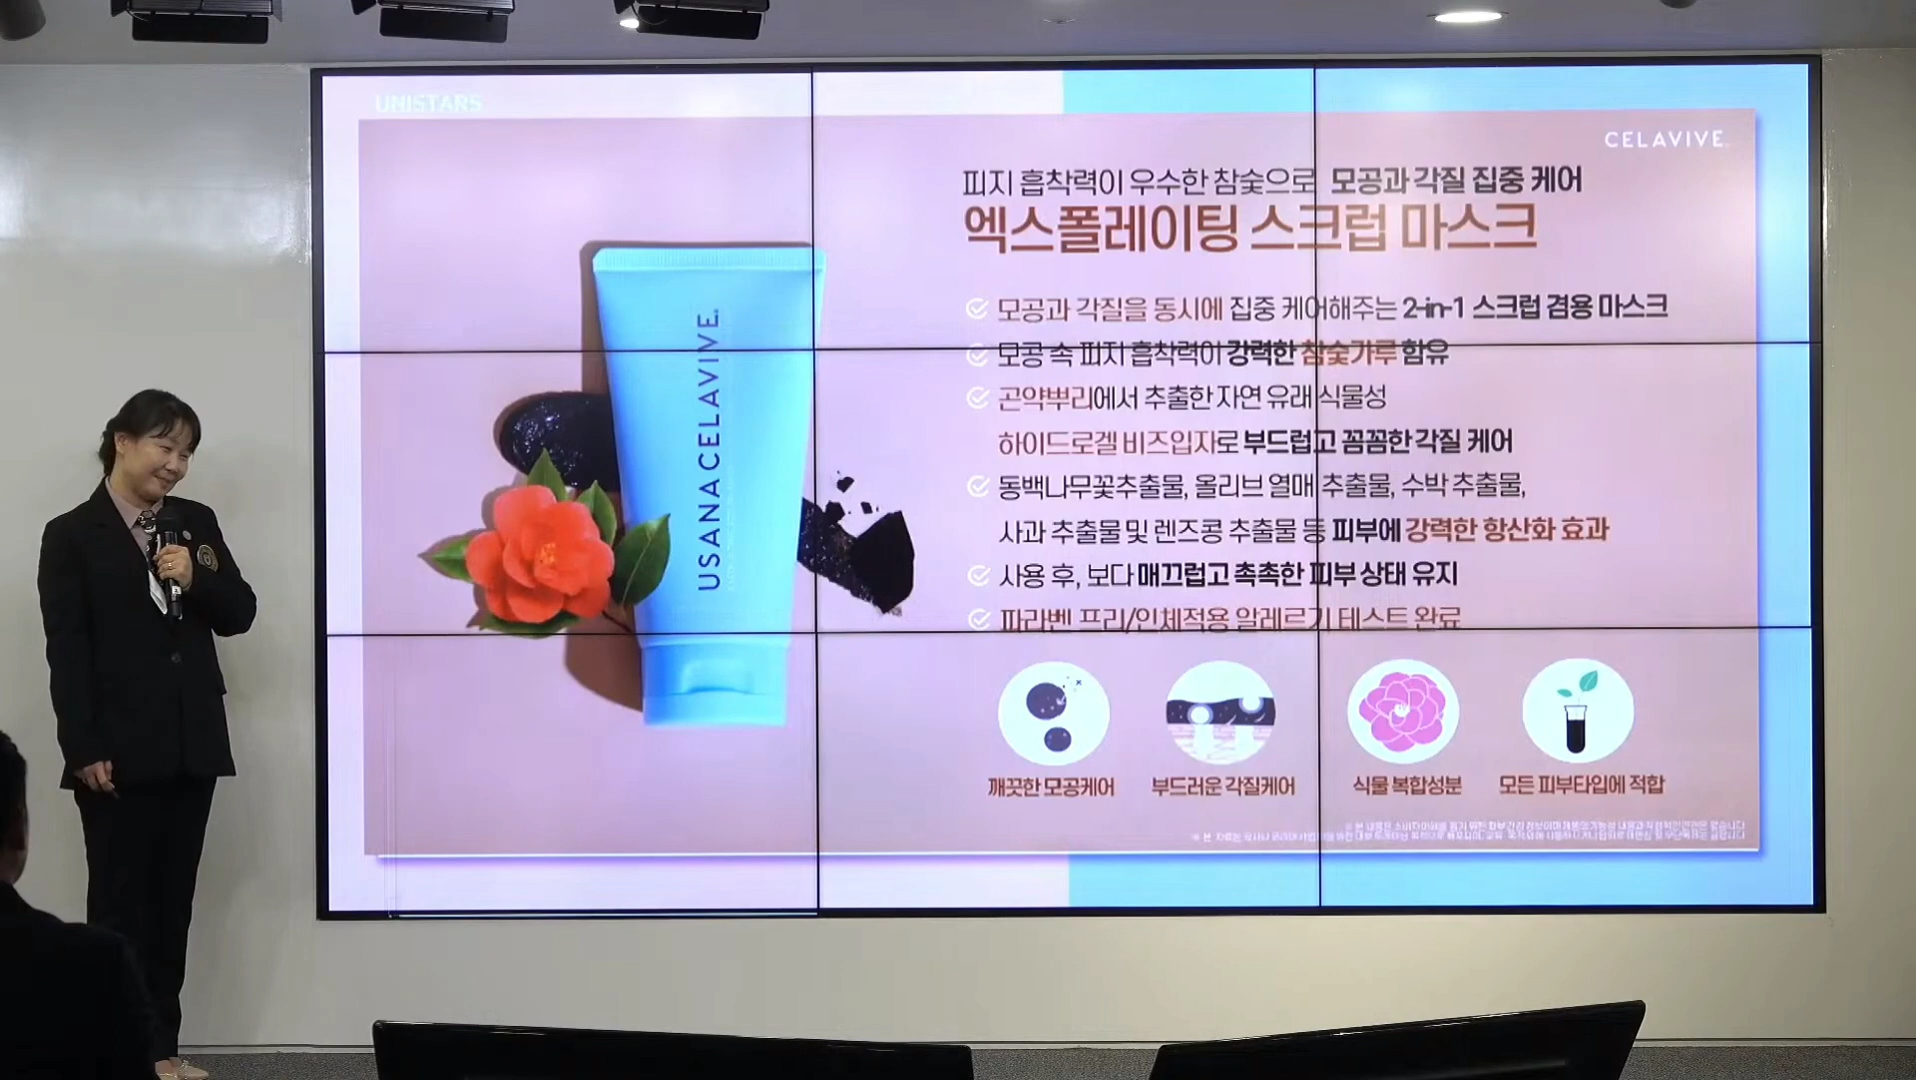 UNISTARS
CELAVIVE
피지 흡착력이 우수한 참숯으로 모공과 각질 집중 케어
엑스폴레이팅 스크럽 마스크
모공과 각질을 동시에 집중 케어해주는 2-in-1 스크럽 겸용 마스크
모공 속 피지 흡착력이 강력한 참숯가루 함유
곤약뿌리에서 추출한 자연 유래 식물성
하이드로겔 비즈입자로 부드럽고 꼼꼼한 각질 케어
동백나무꽃추출물, 올리브 열매 추출물, 수박 추출물,
사과 추출물 및 렌즈콩 추출물 등 피부에 강력한 항산화 효과
사용 후, 보다 매끄럽고 촉촉한 피부 상태 유지
파라벤 프리/인체적용 알레르기 테스트 완료
USANA CELAVIVE
깨끗한 모공케어
부드러운 각질케어
식물 복합성분
모든 피부타입에 적합